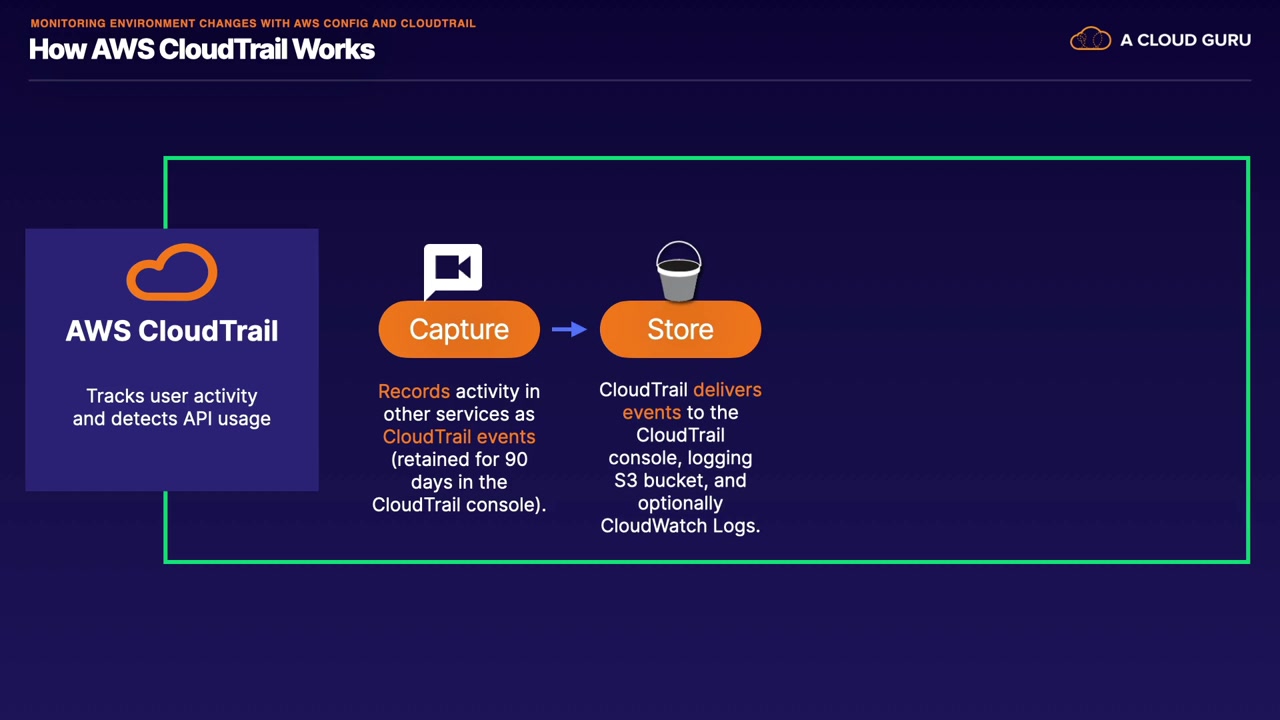 MONITORING ENVIRONMENT CHANGES WITH AWS CONFIG AND CLOUDTRAIL
How AWS CloudTrail Works
A CLOUD GURU
AWS CloudTrail
Tracks user activity
and detects API usage
Capture
Records activity in
other services as
CloudTrail events
(retained for 90
days in the
CloudTrail console).
Store
CloudTrail delivers
events to the
CloudTrail
console, logging
S3 bucket, and
optionally
CloudWatch Logs.